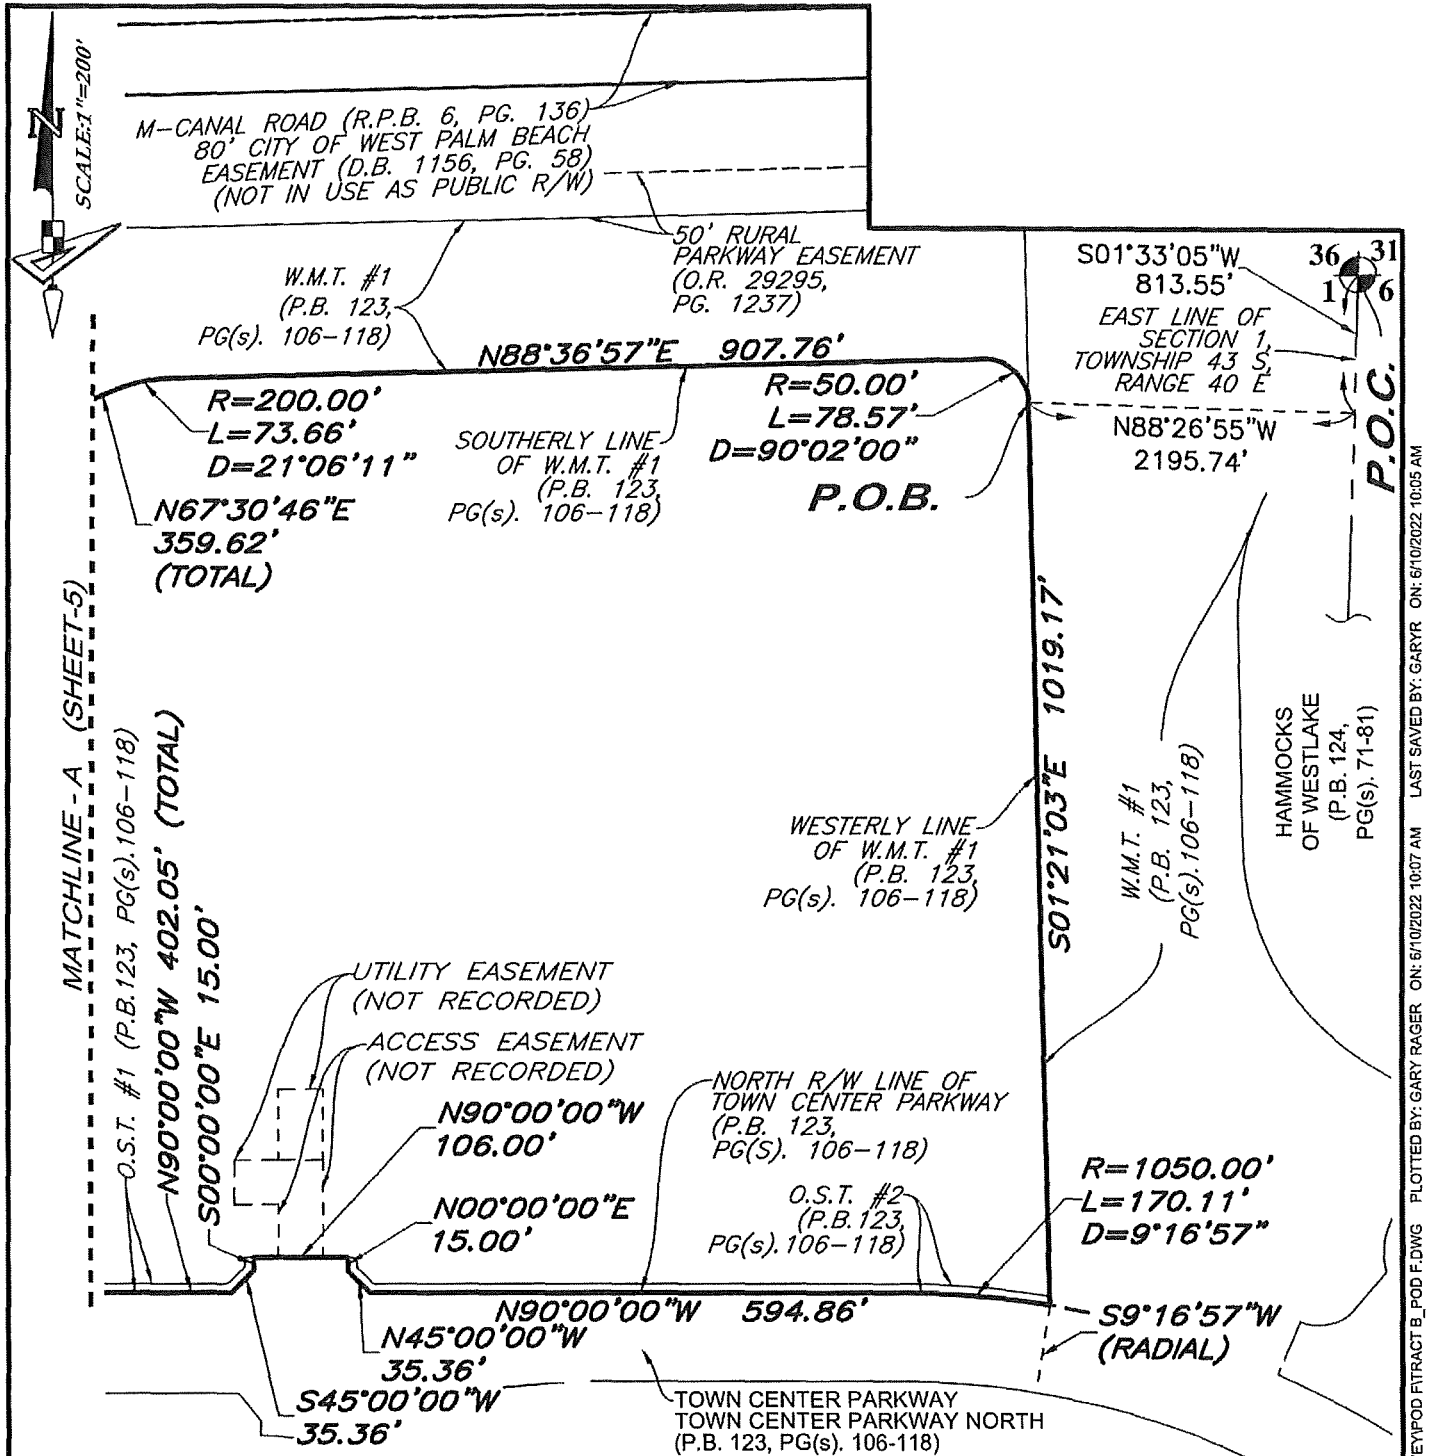 N
SCALE:1"=200'
M-CANAL ROAD (R.P.B. 6, PG. 136)
80' CITY OF WEST PALM BEACH
EASEMENT (D.B. 1156, PG. 58)
(NOT IN USE AS PUBLIC R/W)
50' RURAL
PARKWAY EASEMENT
(O.R. 29295,
PG. 1237)
W.M.T. #1
(P.B. 123,
PG(s). 106-118)
S01°33'05"W
813.55'
36 31
1 6
EAST LINE OF
SECTION 1,
TOWNSHIP 43 S,
RANGE 40 E
P.O.C.
N88°26'55"W
2195.74'
N88°36'57"E 907.76'
R=200.00'
L=73.66'
D=21°06'11"
N67°30'46"E
359.62'
(TOTAL)
SOUTHERLY LINE
OF W.M.T. #1
(P.B. 123,
PG(s). 106-118)
R=50.00'
L=78.57'
D=90°02'00"
P.O.B.
MATCHLINE - A (SHEET-5)
O.S.T. #1 (P.B.123, PG(s).106-118)
N90°00'00"W 402.05' (TOTAL)
S00°00'00"E 15.00'
S01°21'03"E 1019.17'
WESTERLY LINE
OF W.M.T. #1
(P.B. 123,
PG(s). 106-118)
W.M.T. #1
(P.B. 123,
PG(s).106-118)
HAMMOCKS
OF WESTLAKE
(P.B. 124,
PG(s). 71-81)
UTILITY EASEMENT
(NOT RECORDED)
ACCESS EASEMENT
(NOT RECORDED)
N90°00'00"W
106.00'
N00°00'00"E
15.00'
NORTH R/W LINE OF
TOWN CENTER PARKWAY
(P.B. 123,
PG(S). 106-118)
O.S.T. #2
(P.B.123,
PG(s).106-118)
R=1050.00'
L=170.11'
D=9°16'57"
N90°00'00"W 594.86'
S9°16'57"W
(RADIAL)
N45°00'00"W
35.36'
S45°00'00"W
35.36'
TOWN CENTER PARKWAY
TOWN CENTER PARKWAY NORTH
(P.B. 123, PG(s). 106-118)
EY\POD F\TRACT B_POD F.DWG PLOTTED BY: GARY RAGER ON: 6/10/2022 10:07 AM LAST SAVED BY: GARYR ON: 6/10/2022 10:05 AM